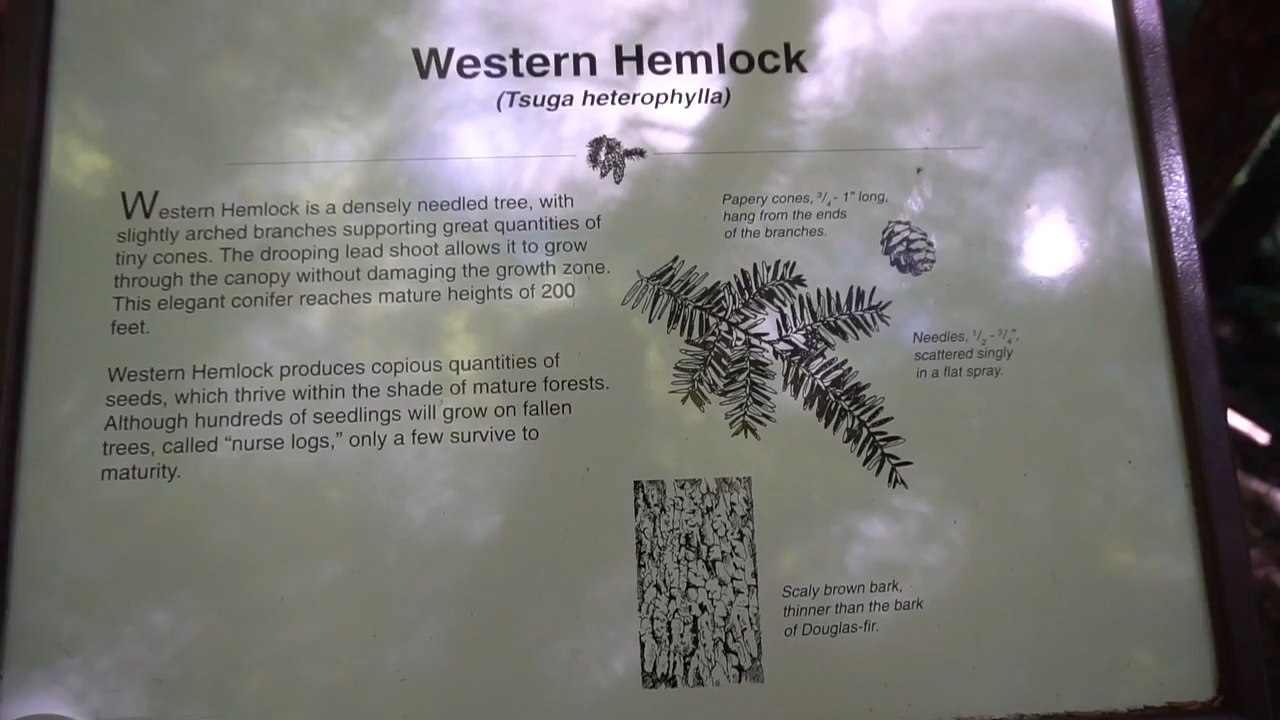 Western Hemlock
(Tsuga heterophylla)
Western Hemlock is a densely needled tree, with
slightly arched branches supporting great quantities of
tiny cones. The drooping lead shoot allows it to grow
through the canopy without damaging the growth zone.
This elegant conifer reaches mature heights of 200
feet.
Western Hemlock produces copious quantities of
seeds, which thrive within the shade of mature forests.
Although hundreds of seedlings will grow on fallen
trees, called “nurse logs,” only a few survive to
maturity.
Papery cones, 3/4 - 1" long,
hang from the ends
of the branches.
Needles, 1/2 - 3/4",
scattered singly
in a flat spray.
Scaly brown bark,
thinner than the bark
of Douglas-fir.